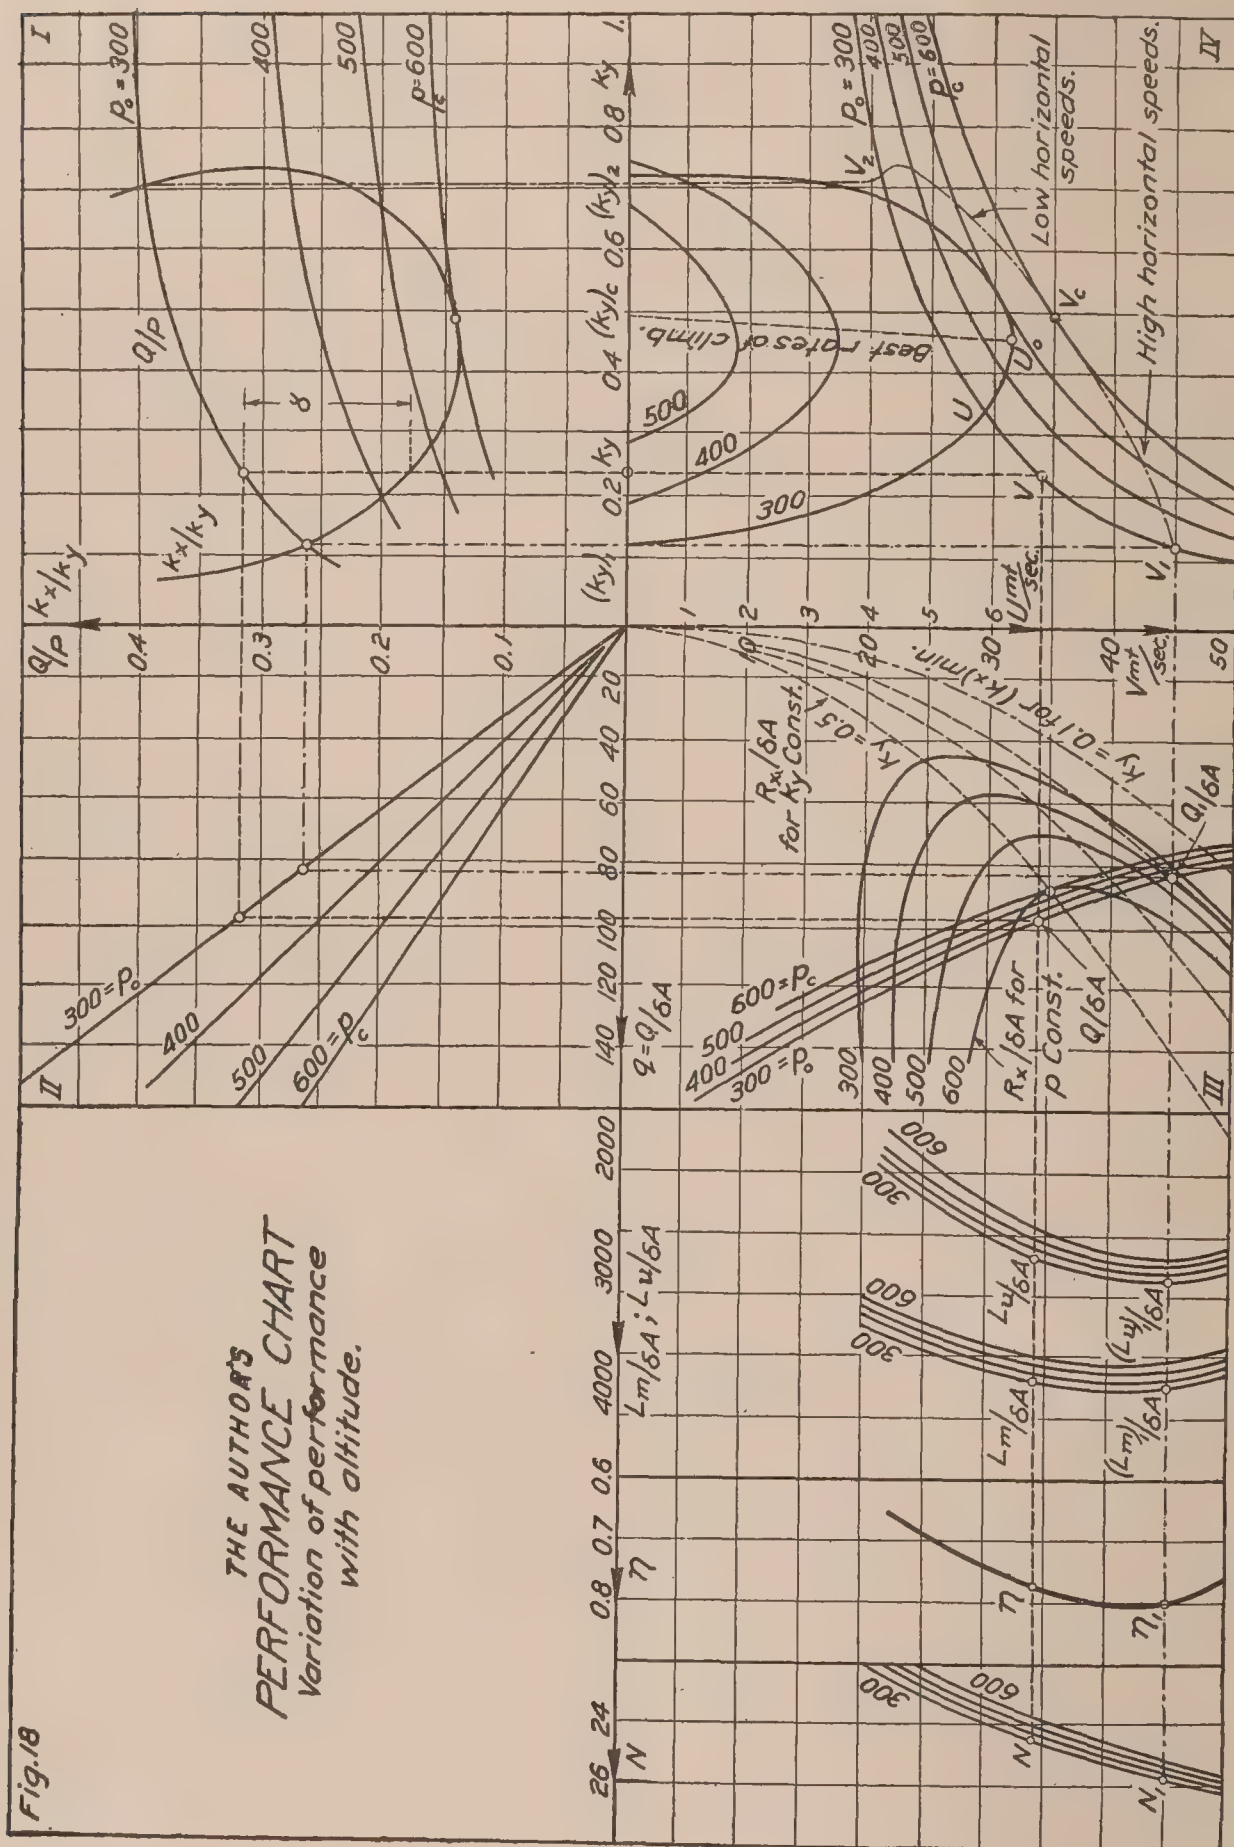 Fig.18
THE AUTHOR'S
PERFORMANCE CHART
Variation of performance
with altitude.
II
300=Po
400
500
600=Pc
I
Q/P kx/ky
0.4
0.3
0.2
0.1
Po=300
400
500
p=600
c
Q/P
kx/ky
γ
(ky)1
0.2
ky
0.4
(ky)c
0.6
(ky)2
0.8
ky
1.
26
24
N
0.8
0.7
0.6
η
4000
3000
2000
Lm/δA; Lu/δA
140
120
100
80
60
40
20
q=Q/δA
300
600
N
N1
η
η1
300
600
Lm/δA
(Lm)1/δA
300
600
Lu/δA
(Lu)1/δA
III
600=Pc
500
400
300=Po
300
400
500
600
Rx/δA for
p Const.
Q/δA
Q1/δA
Rx1/δA
for Ky Const.
ky=0.5
ky=0.1 for (kx)min.
1
10 2
3
20 4
5
30 6
U mt/sec.
40
V mt/sec.
50
IV
500
400
300
Best rates of
climb.
U
Uo
V
V1
V2
Vc
Po=300
400
500
p=600
c
Low horizontal
speeds.
High horizontal speeds.